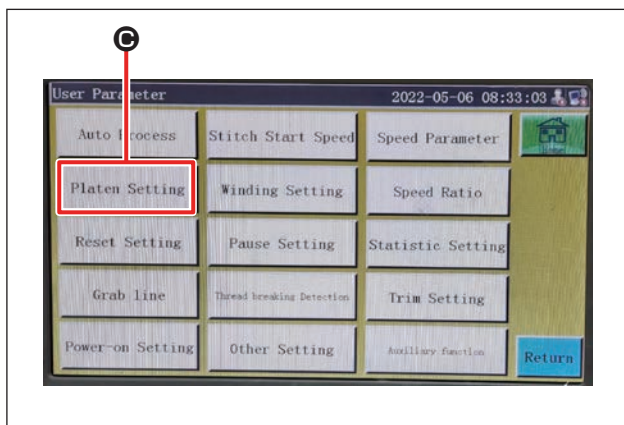 C
User Parameter 2022-05-06 08:33:03
Auto Process Stitch Start Speed Speed Parameter
Platen Setting Winding Setting Speed Ratio
Reset Setting Pause Setting Statistic Setting
Grab line Thread breaking Detection Trim Setting
Power-on Setting Other Setting Auxiliary function
Return